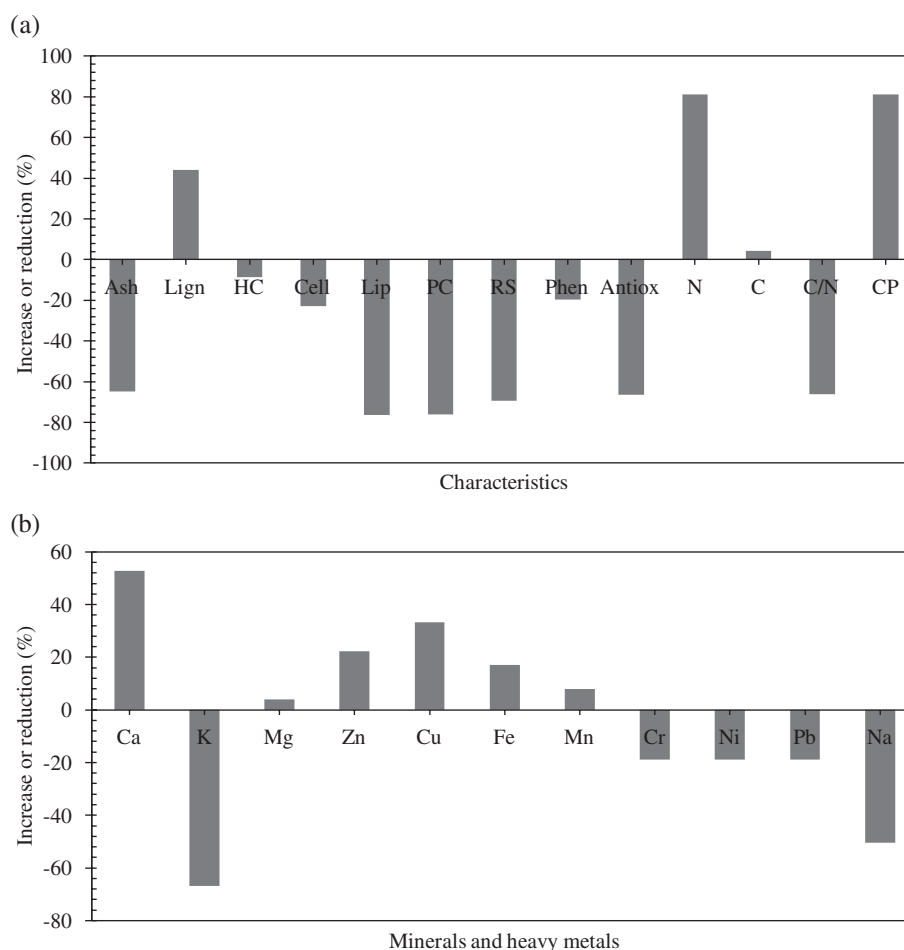 (a)
100
80
60
40
20
0
-20
-40
-60
-80
-100
Increase or reduction (%)
Ash Lign HC Cell Lip PC RS Phen Antiox N C C/N CP
Characteristics
(b)
60
40
20
0
-20
-40
-60
-80
Increase or reduction (%)
Ca K Mg Zn Cu Fe Mn Cr Ni Pb Na
Minerals and heavy metals